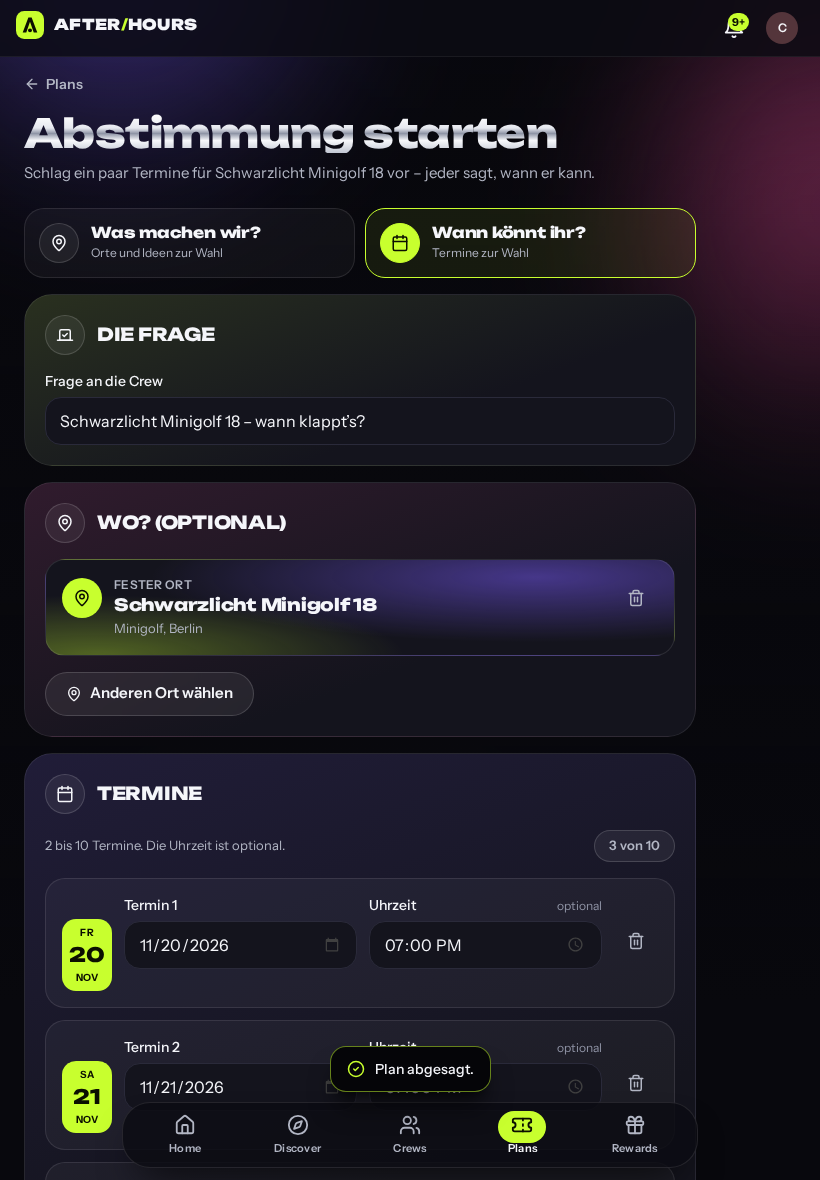 AFTER/HOURS
9+
C
Plans
Abstimmung starten
Schlag ein paar Termine für Schwarzlicht Minigolf 18 vor – jeder sagt, wann er kann.
Was machen wir?
Orte und Ideen zur Wahl
Wann könnt ihr?
Termine zur Wahl
DIE FRAGE
Frage an die Crew
Schwarzlicht Minigolf 18 – wann klappt's?
WO? (OPTIONAL)
FESTER ORT
Schwarzlicht Minigolf 18
Minigolf, Berlin
Anderen Ort wählen
TERMINE
2 bis 10 Termine. Die Uhrzeit ist optional.
3 von 10
Termin 1
Uhrzeit
optional
FR
20
NOV
11/20/2026
07:00 PM
Termin 2
optional
SA
21
NOV
11/21/2026
Plan abgesagt.
Home
Discover
Crews
Plans
Rewards